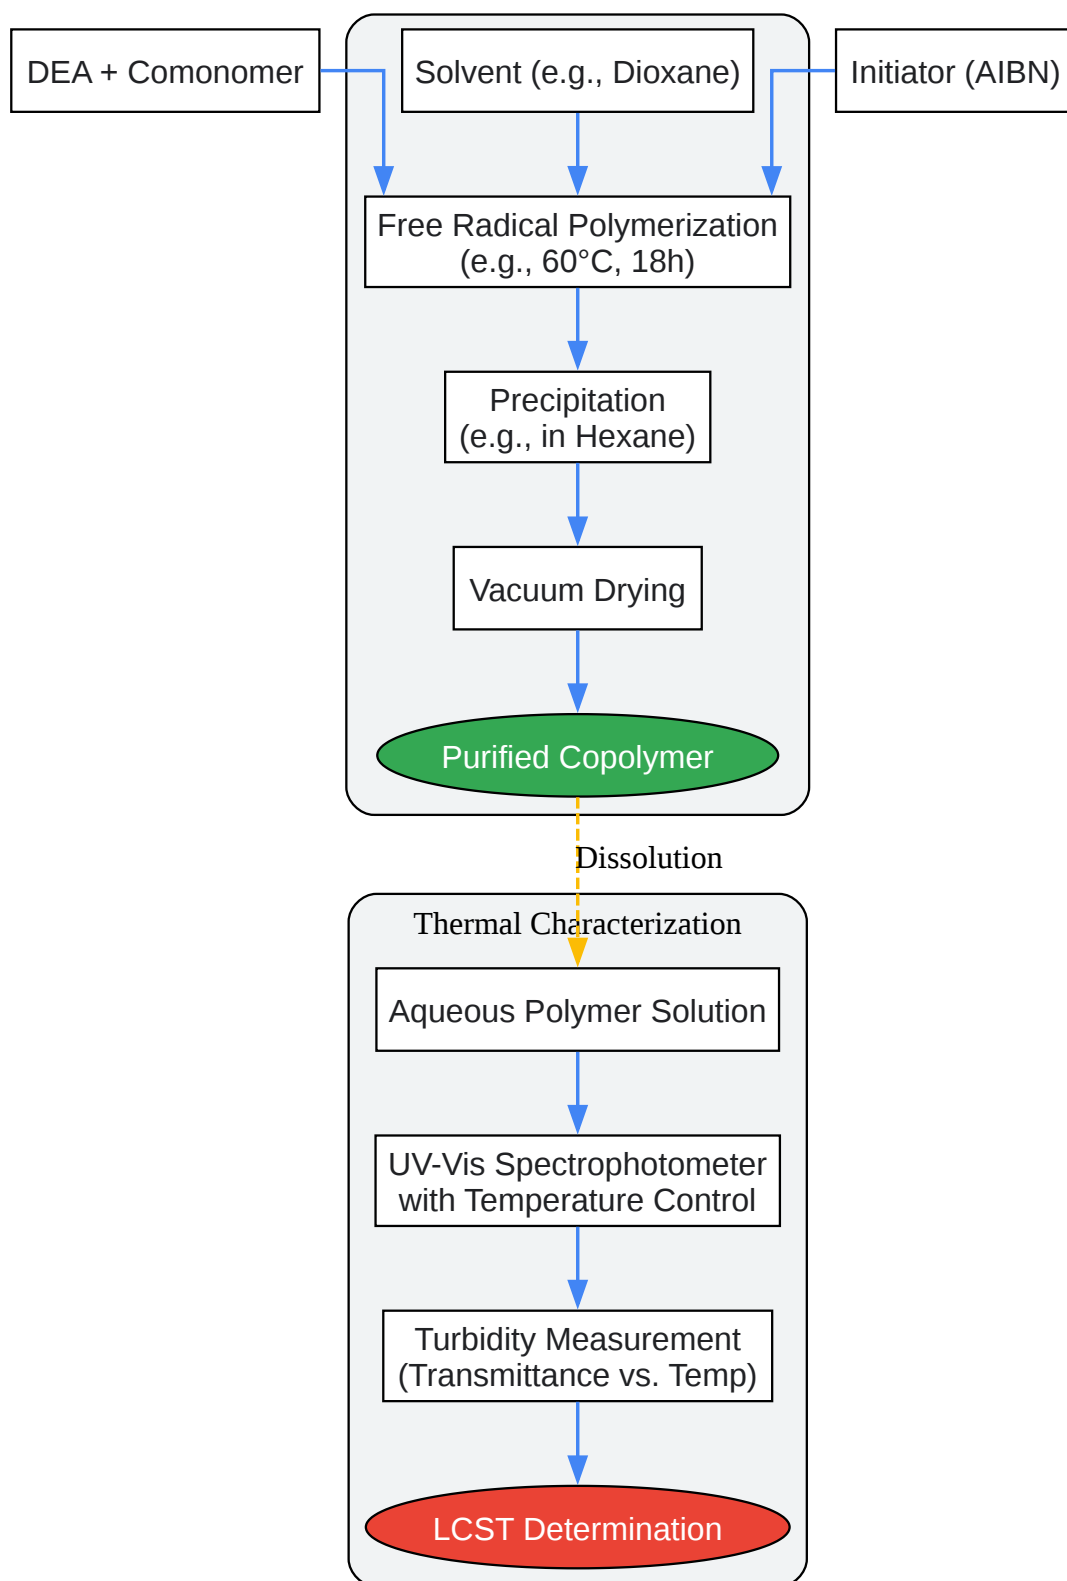 DEA + Comonomer
Solvent (e.g., Dioxane)
Initiator (AIBN)
Free Radical Polymerization
(e.g., 60°C, 18h)
Precipitation
(e.g., in Hexane)
Vacuum Drying
Purified Copolymer
Dissolution
Thermal Characterization
Aqueous Polymer Solution
UV-Vis Spectrophotometer
with Temperature Control
Turbidity Measurement
(Transmittance vs. Temp)
LCST Determination